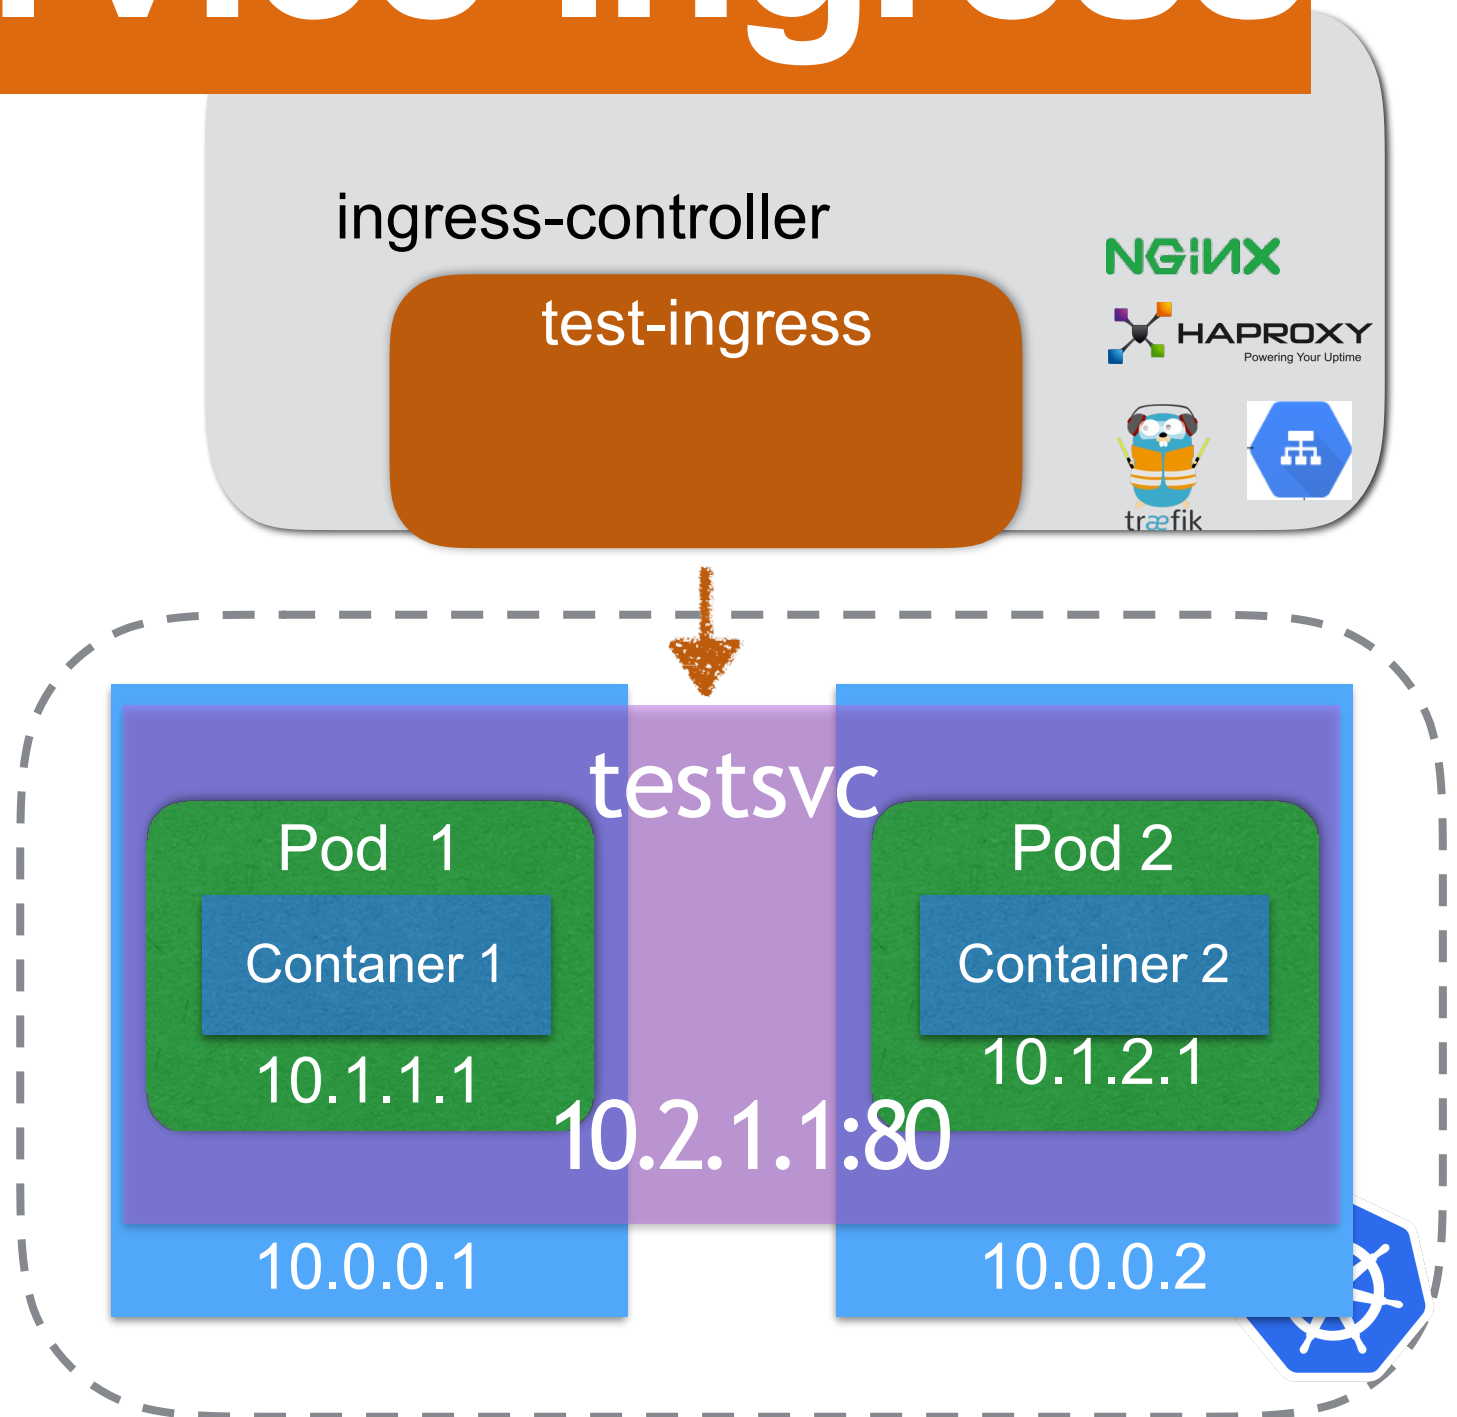 ingress
ingress-controller
NGiNX
HAPROXY
Powering Your Uptime
test-ingress
træfik
testsvc
Pod 1
Pod 2
Contaner 1
Container 2
10.1.1.1
10.1.2.1
10.2.1.1:80
10.0.0.1
10.0.0.2